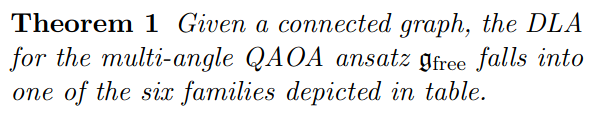 Theorem 1 Given a connected graph, the DLA
for the multi-angle QAOA ansatz 𝔤free falls into
one of the six families depicted in table.